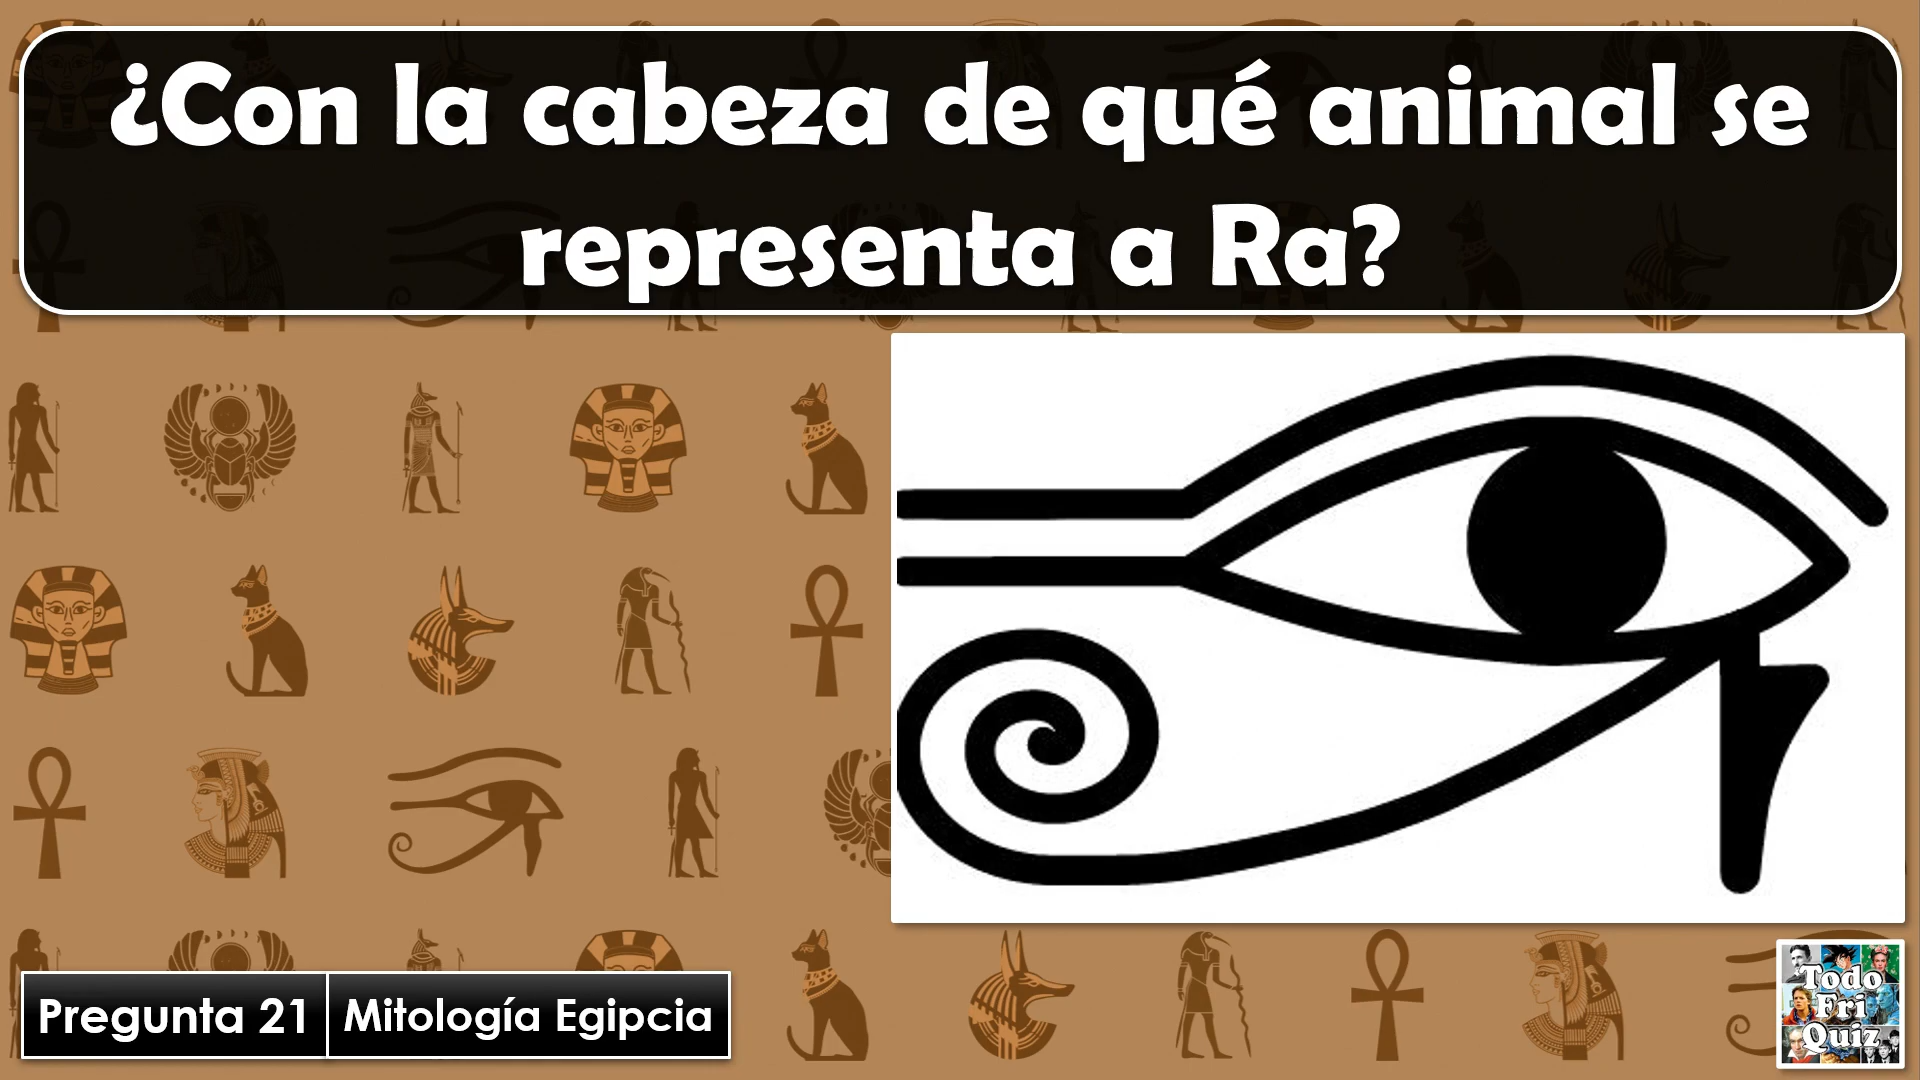 ¿Con la cabeza de qué animal se
representa a Ra?
Pregunta 21
Mitología Egipcia
Todo
Fri
Quiz